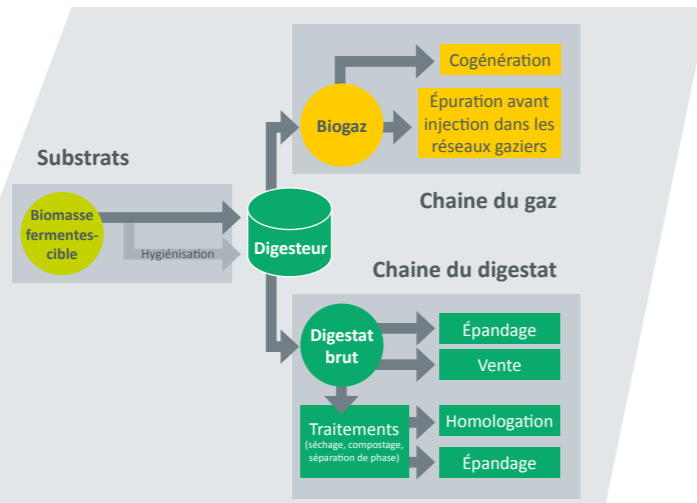 Substrats
Biomasse
fermentes-
cible
Hygiénisation
Digesteur
Biogaz
Cogénération
Épuration avant
injection dans les
réseaux gaziers
Chaine du gaz
Chaine du digestat
Digestat
brut
Épandage
Vente
Traitements
(séchage, compostage,
séparation de phase)
Homologation
Épandage